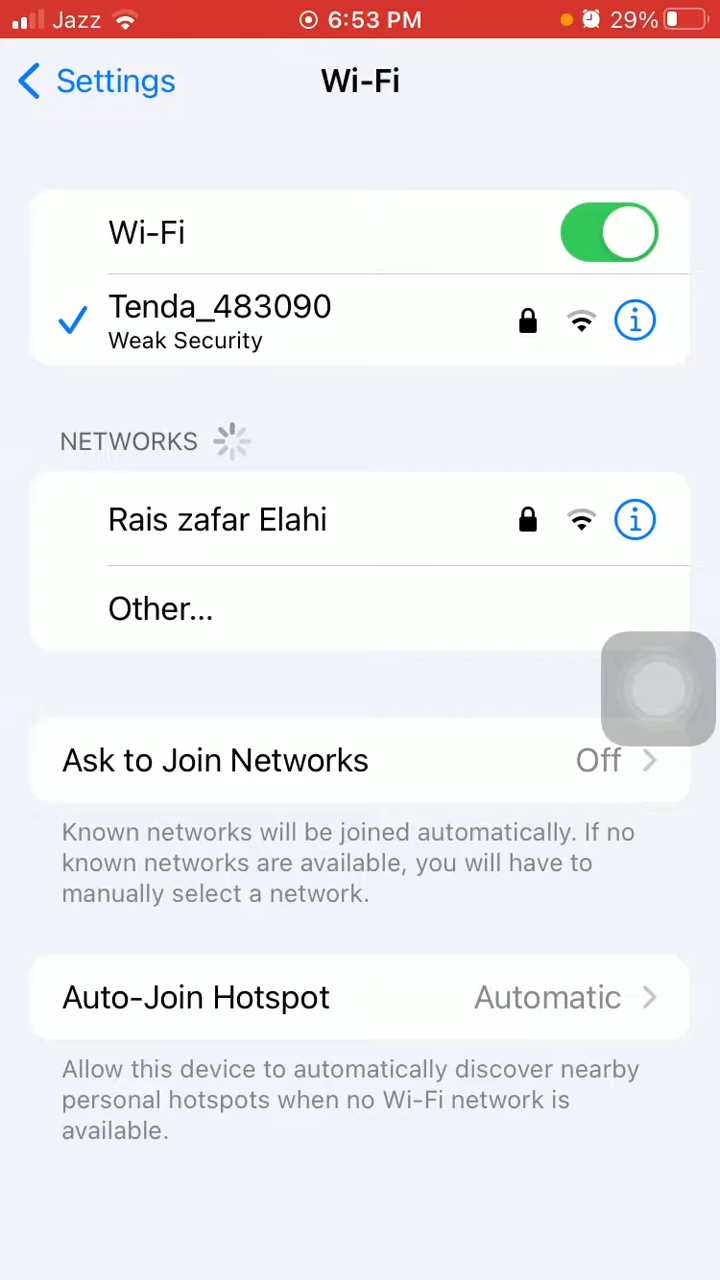 Jazz 6:53 PM 29%
Settings Wi-Fi
Wi-Fi
Tenda_483090
Weak Security
NETWORKS
Rais zafar Elahi
Other...
Ask to Join Networks Off
Known networks will be joined automatically. If no
known networks are available, you will have to
manually select a network.
Auto-Join Hotspot Automatic
Allow this device to automatically discover nearby
personal hotspots when no Wi-Fi network is
available.